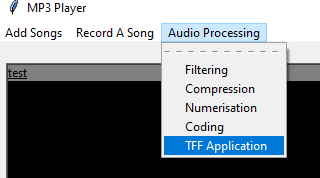 MP3 Player
Add Songs Record A Song Audio Processing
test
Filtering
Compression
Numerisation
Coding
TFF Application